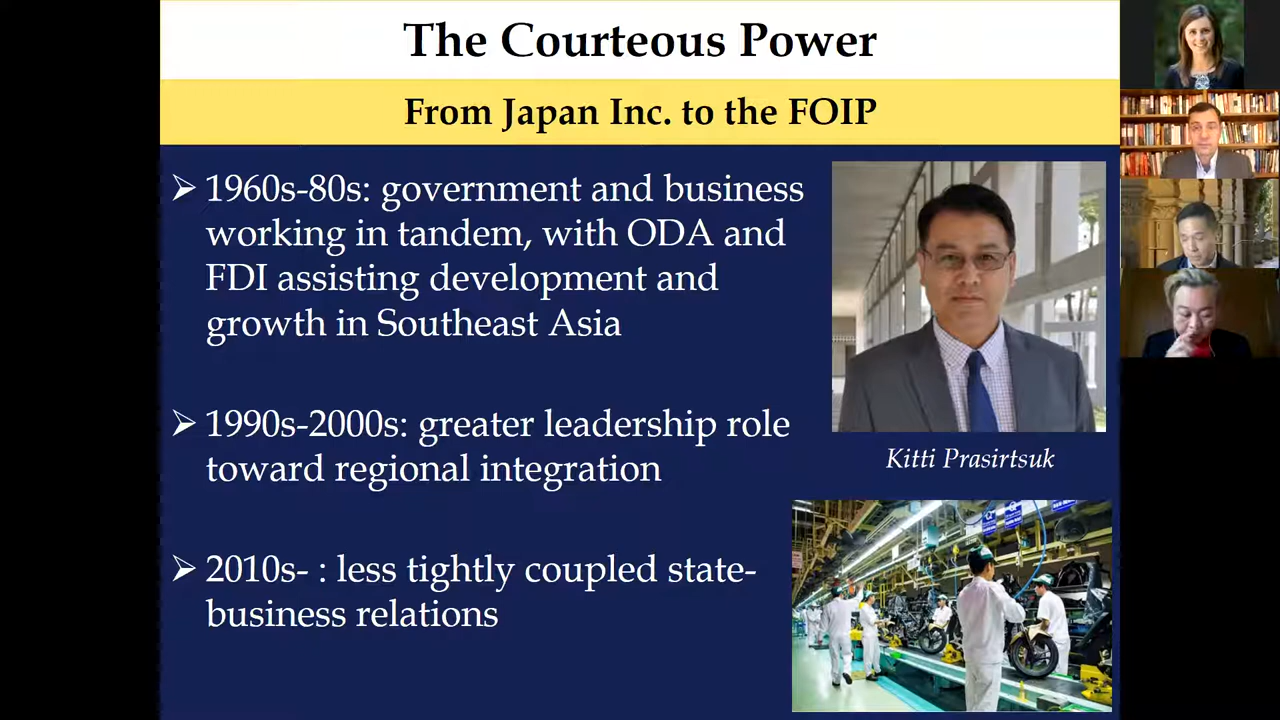 The Courteous Power
From Japan Inc. to the FOIP
➢ 1960s-80s: government and business
working in tandem, with ODA and
FDI assisting development and
growth in Southeast Asia
➢ 1990s-2000s: greater leadership role
toward regional integration
➢ 2010s- : less tightly coupled state-
business relations
Kitti Prasirtsuk